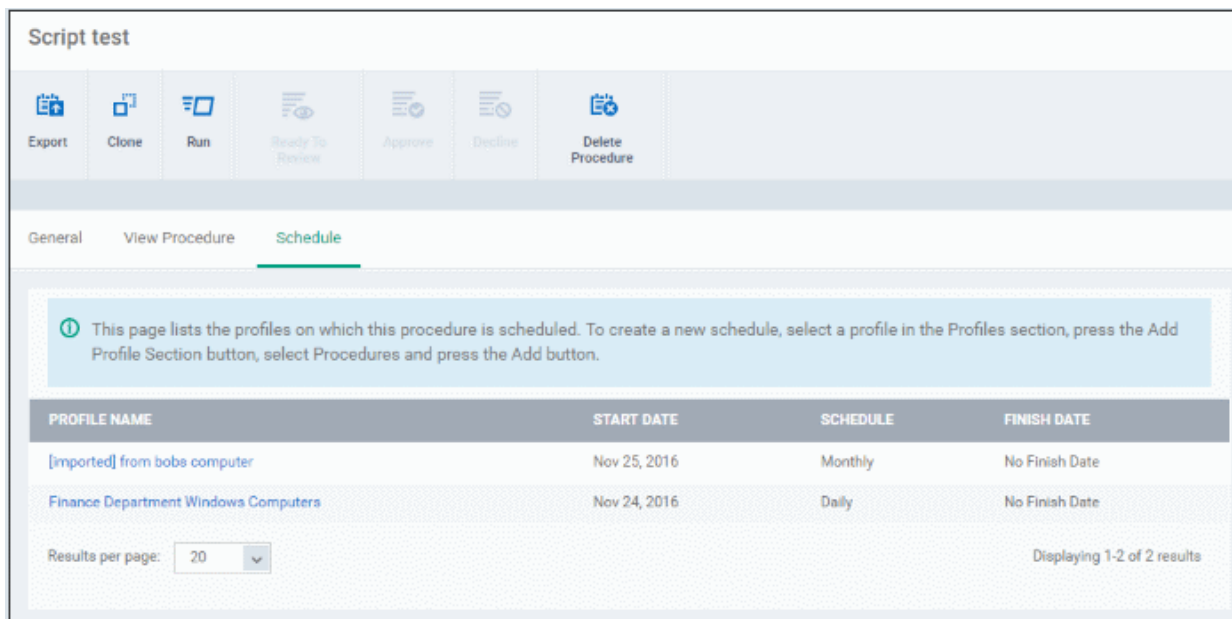 Script test
Export
Clone
Run
Ready To
Review
Approve
Decline
Delete
Procedure
General
View Procedure
Schedule
This page lists the profiles on which this procedure is scheduled. To create a new schedule, select a profile in the Profiles section, press the Add
Profile Section button, select Procedures and press the Add button.
PROFILE NAME START DATE SCHEDULE FINISH DATE
[imported] from bobs computer Nov 25, 2016 Monthly No Finish Date
Finance Department Windows Computers Nov 24, 2016 Daily No Finish Date
Results per page: 20 Displaying 1-2 of 2 results